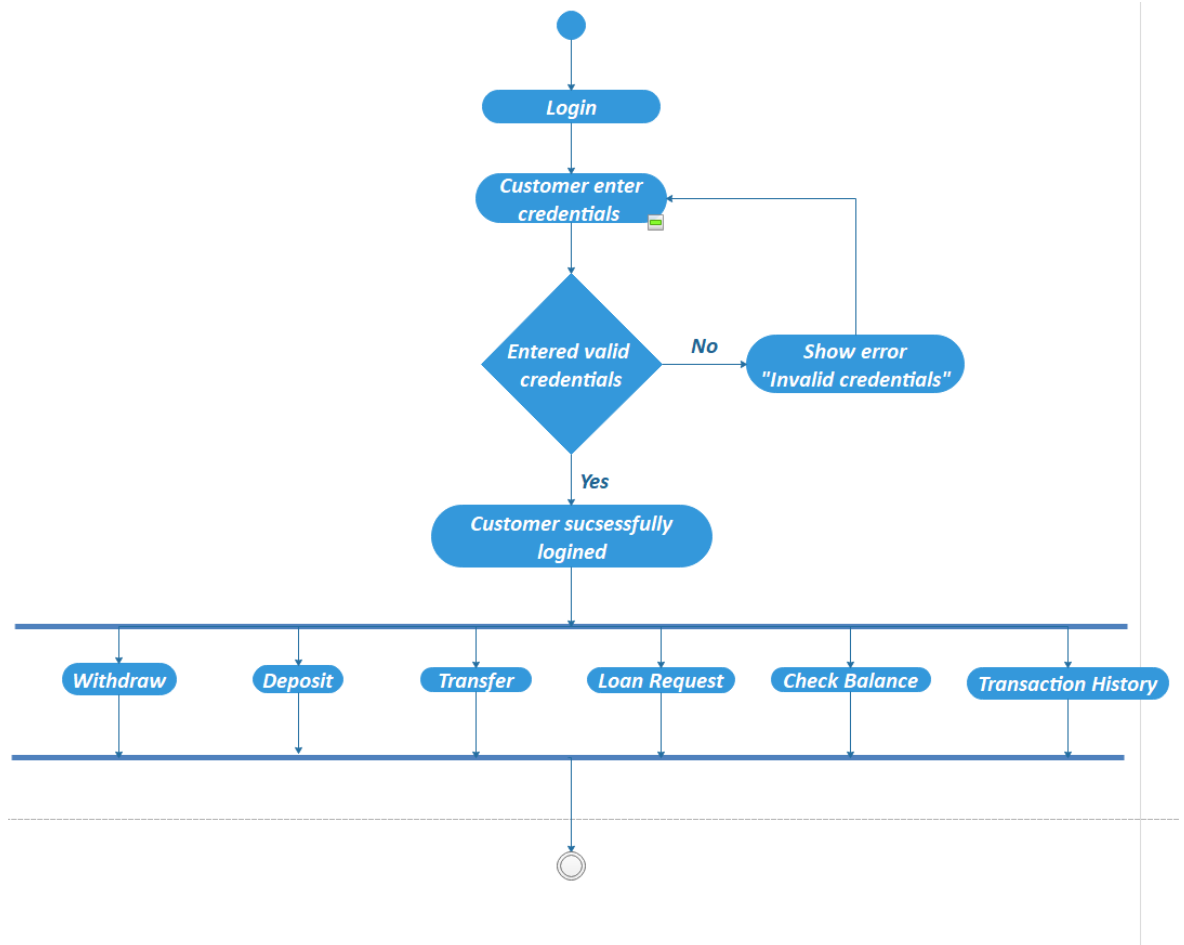 Login
Customer enter
credentials
Entered valid
credentials
No
Show error
"Invalid credentials"
Yes
Customer sucsessfully
logined
Withdraw
Deposit
Transfer
Loan Request
Check Balance
Transaction History